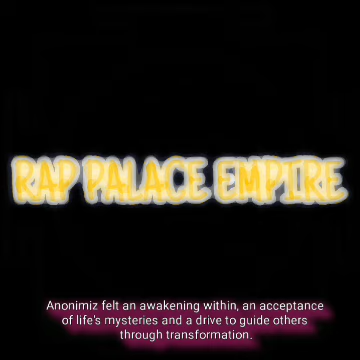 RAP PALACE EMPIRE
Anonimiz felt an awakening within, an acceptance
of life's mysteries and a drive to guide others
through transformation.